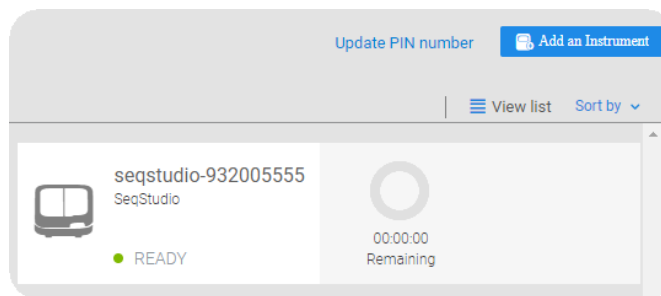 Update PIN number
Add an Instrument
View list
Sort by
seqstudio-932005555
SeqStudio
READY
00:00:00
Remaining